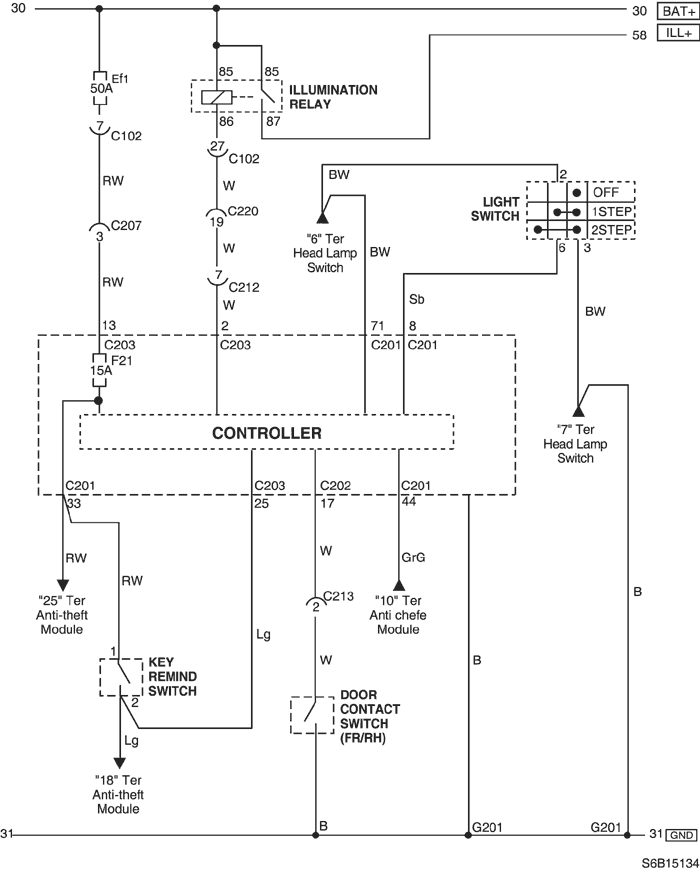 30
30 BAT+
58 ILL+
Ef1
50A
85 85
ILLUMINATION
RELAY
86 87
7
C102
27
C102
RW
W
BW
2
LIGHT
SWITCH
OFF
1STEP
2STEP
6 3
C207
3
C220
19
"6" Ter
Head Lamp
Switch
BW
W
7
C212
RW
W
Sb
BW
13 2 71 8
C203 C203 C201 C201
F21
15A
CONTROLLER
"7" Ter
Head Lamp
Switch
C201 C203 C202 C201
33 25 17 44
RW
RW
W
GrG
"25" Ter
Anti-theft
Module
C213
2
"10" Ter
Anti chefe
Module
B
Lg
1
KEY
REMIND
SWITCH
2
W
B
DOOR
CONTACT
SWITCH
(FR/RH)
Lg
"18" Ter
Anti-theft
Module
31 B G201 G201 31 GND
S6B15134